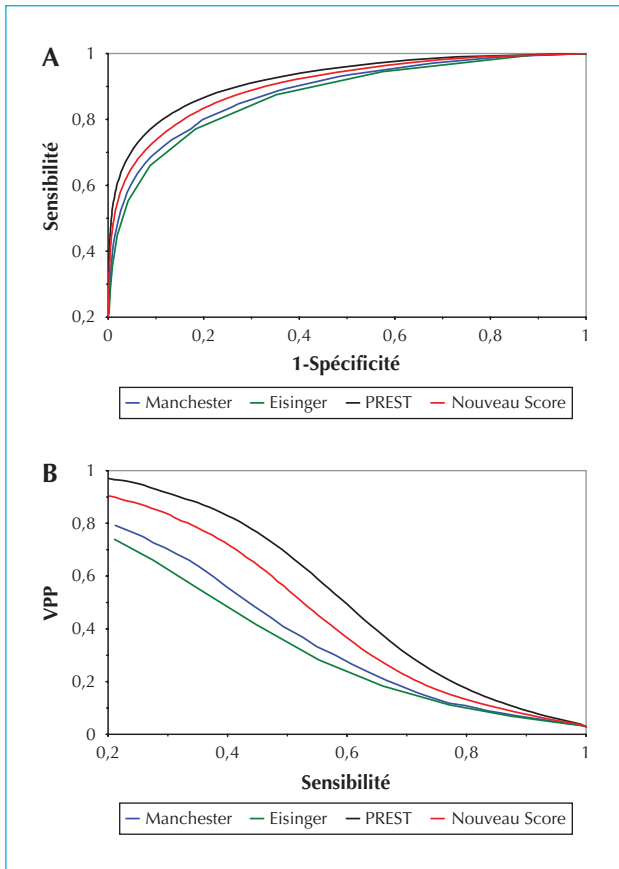 A
1
0,8
0,6
0,4
0,2
Sensibilité
0
0,2
0,4
0,6
0,8
1
1-Spécificité
Manchester Eisinger PREST Nouveau Score
B
1
0,8
0,6
0,4
0,2
0
VPP
0,2
0,4
0,6
0,8
1
Sensibilité
Manchester Eisinger PREST Nouveau Score